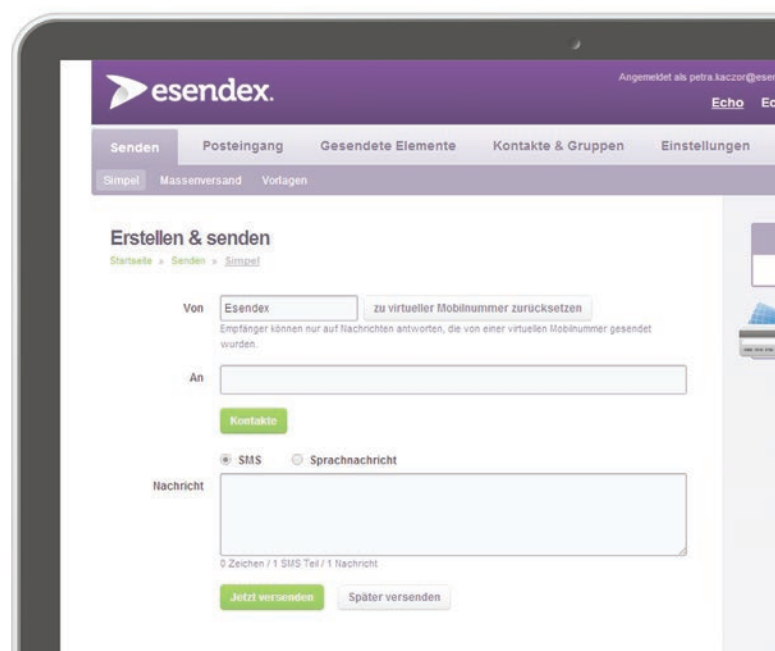 esendex.
Angemeldet als petra.kaczor@esen
Echo Ec
Senden Posteingang Gesendete Elemente Kontakte & Gruppen Einstellungen
Simpel Massenversand Vorlagen
Erstellen & senden
Startseite » Senden » Simpel
Von Esendex zu virtueller Mobilnummer zurücksetzen
Empfänger können nur auf Nachrichten antworten, die von einer virtuellen Mobilnummer gesendet
wurden.
An
Kontakte
SMS Sprachnachricht
Nachricht
0 Zeichen / 1 SMS Teil / 1 Nachricht
Jetzt versenden Später versenden